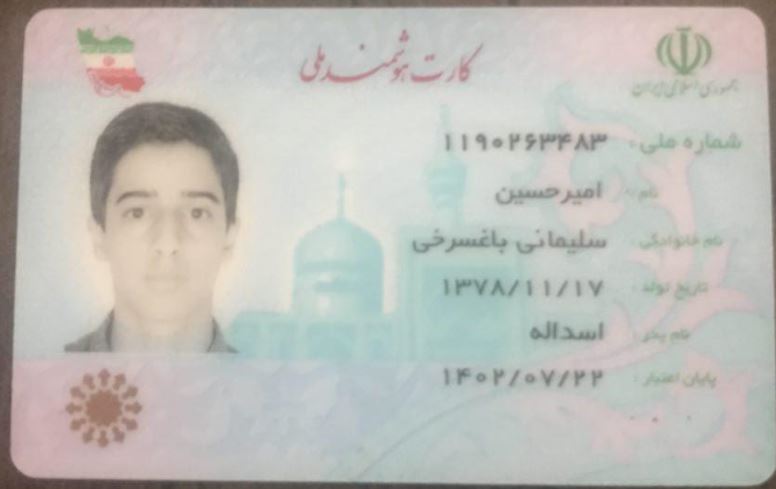 کارت هوشمند ملی
جمهوری اسلامی ایران
شماره ملی: ۱۱۹۰۲۶۳۴۸۳
نام: امیرحسین
نام خانوادگی: سلیمانی باغسرخی
تاریخ تولد: ۱۳۷۸/۱۱/۱۷
نام پدر: اسداله
پایان اعتبار: ۱۴۰۲/۰۷/۲۲